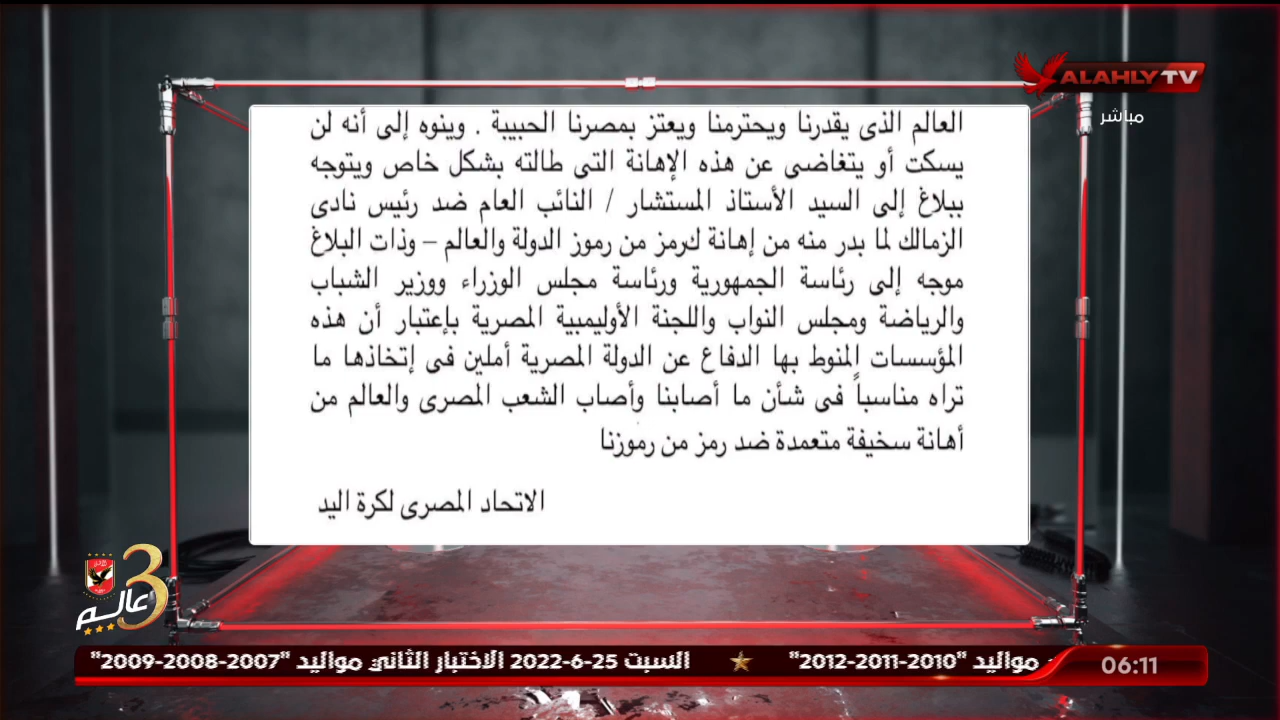 ALAHLY TV
مباشر
العالم الذى يقدرنا ويحترمنا ويعتز بمصرنا الحبيبة . وينوه إلى أنه لن
يسكت أو يتغاضى عن هذه الإهانة التى طالته بشكل خاص ويتوجه
ببلاغ إلى السيد الأستاذ المستشار / النائب العام ضد رئيس نادى
الزمالك لما بدر منه من إهانة كرمز من رموز الدولة والعالم – وذات البلاغ
موجه إلى رئاسة الجمهورية ورئاسة مجلس الوزراء ووزير الشباب
والرياضة ومجلس النواب واللجنة الأوليمبية المصرية بإعتبار أن هذه
المؤسسات المنوط بها الدفاع عن الدولة المصرية أملين فى إتخاذها ما
تراه مناسباً فى شأن ما أصابنا وأصاب الشعب المصرى والعالم من
أهانة سخيفة متعمدة ضد رمز من رموزنا
الاتحاد المصرى لكرة اليد
3 عالم
مواليد "2010-2011-2012" السبت 25-6-2022 الاختبار الثاني مواليد "2007-2008-2009"
06:11